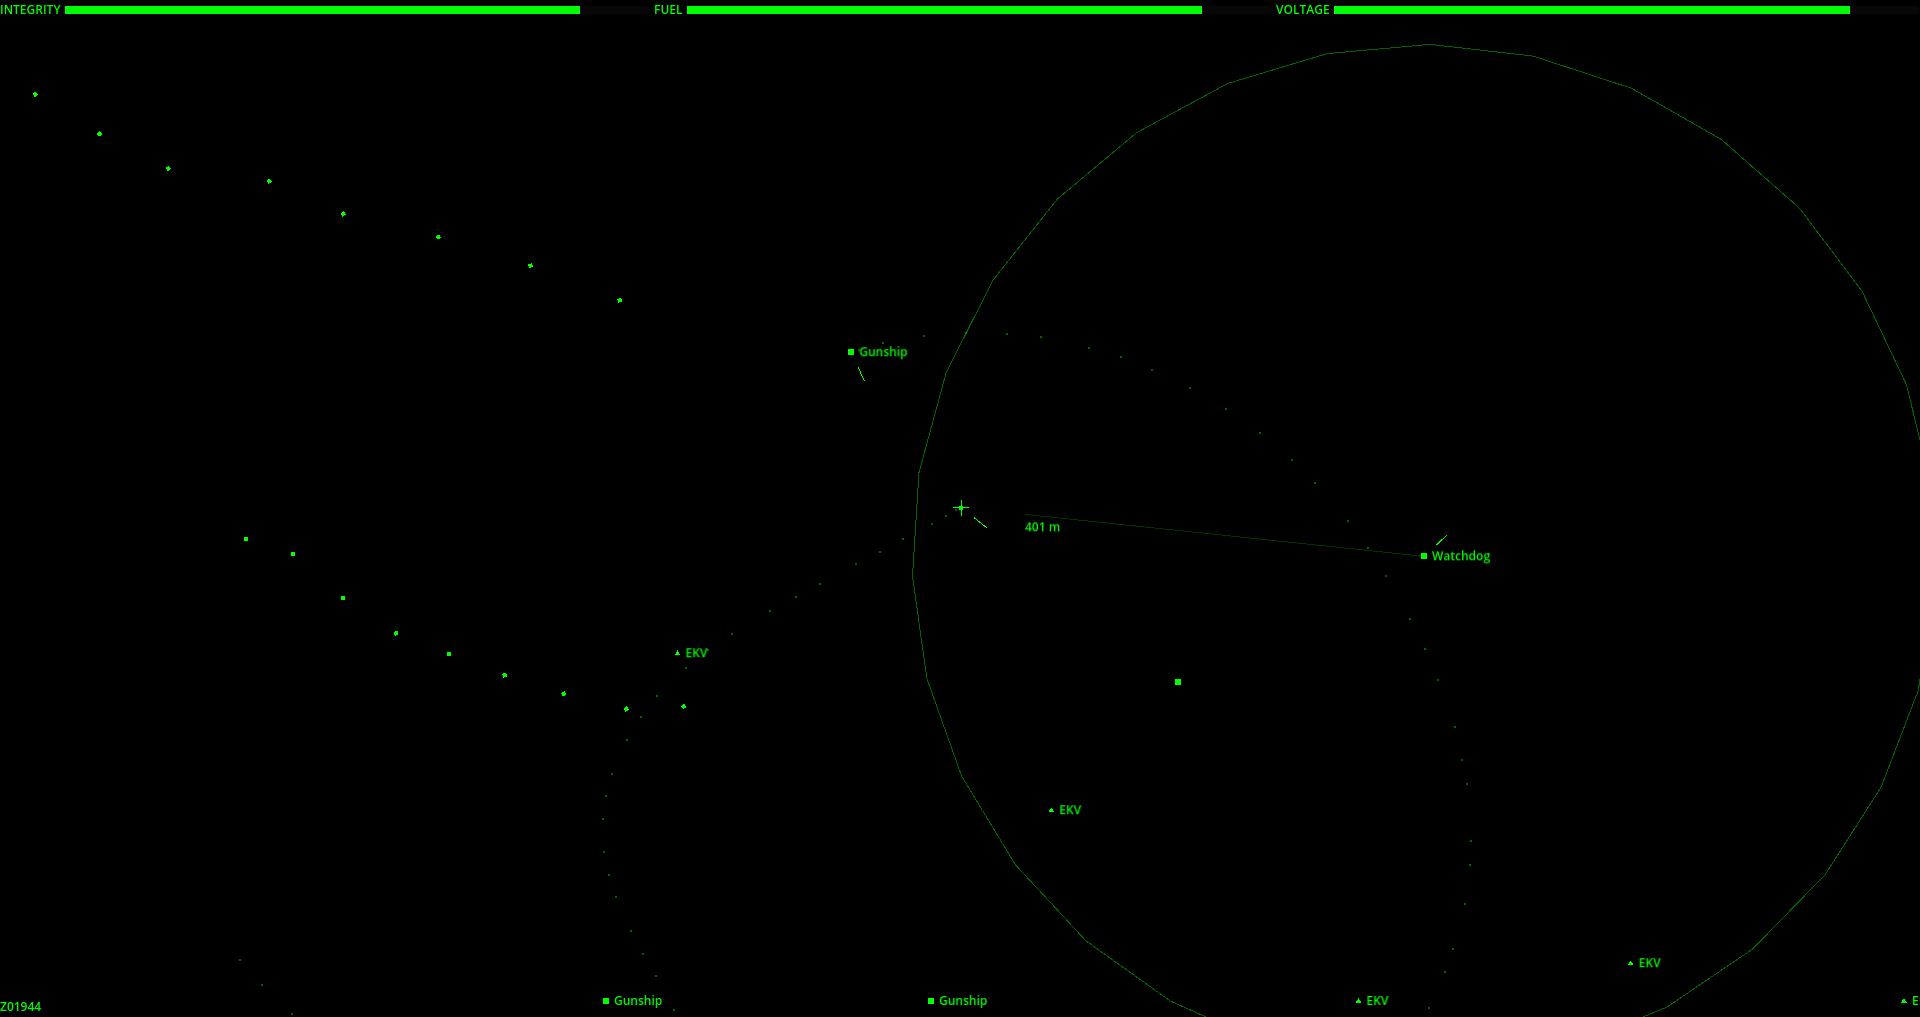 INTEGRITY FUEL VOLTAGE
Gunship
401 m
Watchdog
EKV
EKV
EKV
Gunship Gunship EKV E
Z01944